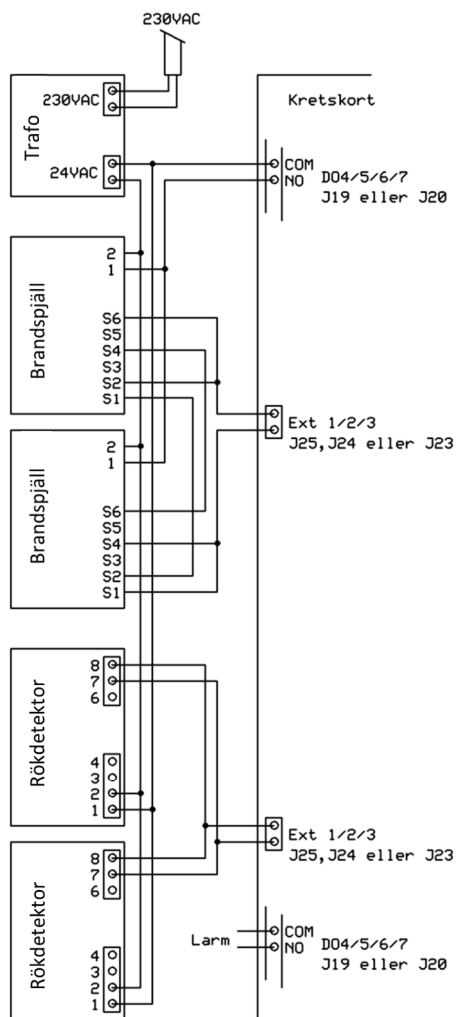 230VAC
Trafo
230VAC
24VAC
Kretskort
COM
NO
DO4/5/6/7
J19 eller J20
Brandspjäll
2
1
S6
S5
S4
S3
S2
S1
Ext 1/2/3
J25,J24 eller J23
Brandspjäll
2
1
S6
S5
S4
S3
S2
S1
Rökdetektor
8
7
6
4
3
2
1
Ext 1/2/3
J25,J24 eller J23
Rökdetektor
8
7
6
4
3
2
1
Larm
COM
NO
DO4/5/6/7
J19 eller J20